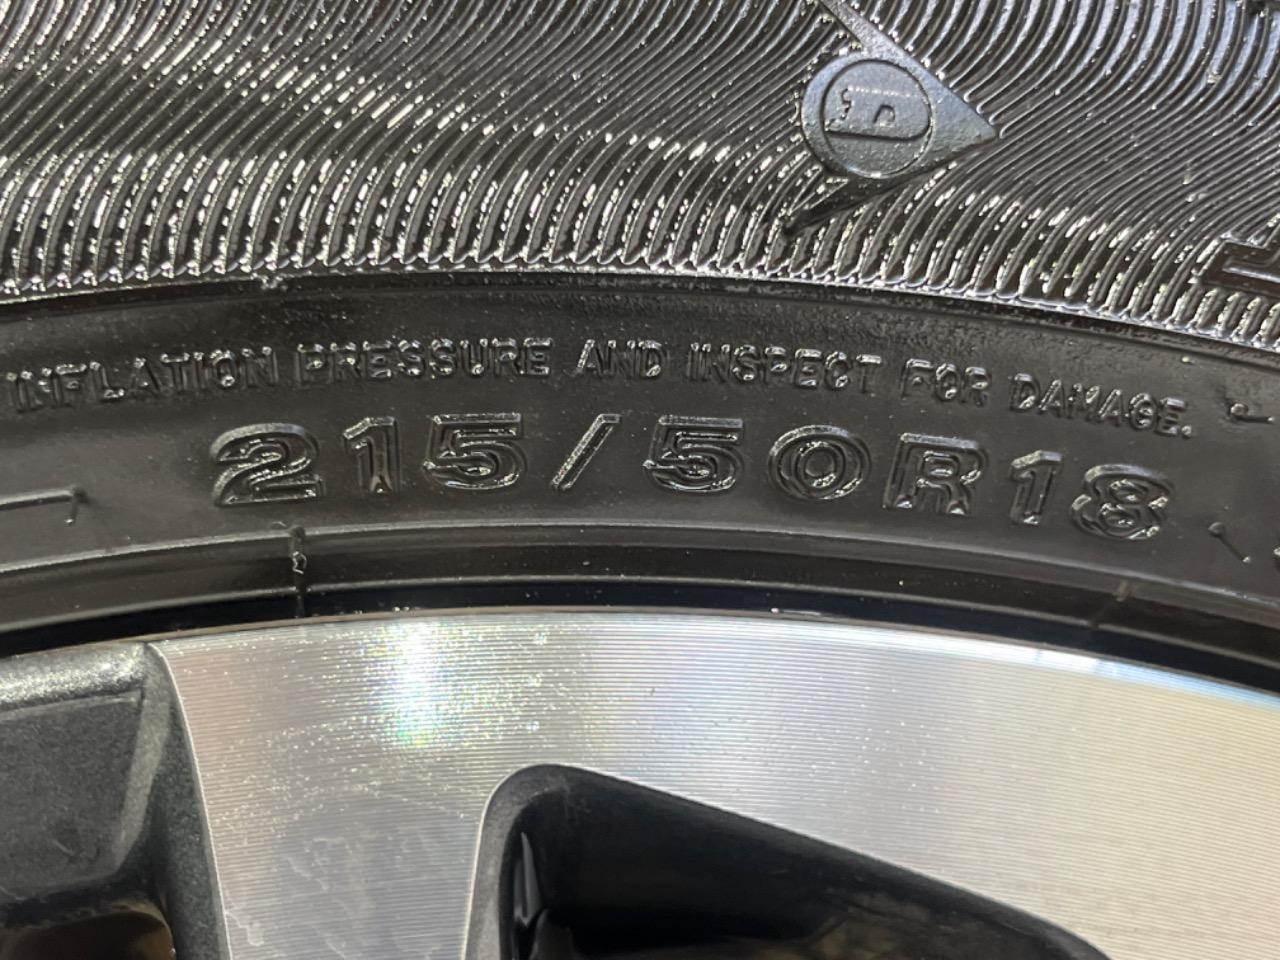 D
INFLATION PRESSURE AND INSPECT FOR DAMAGE.
215/50R18